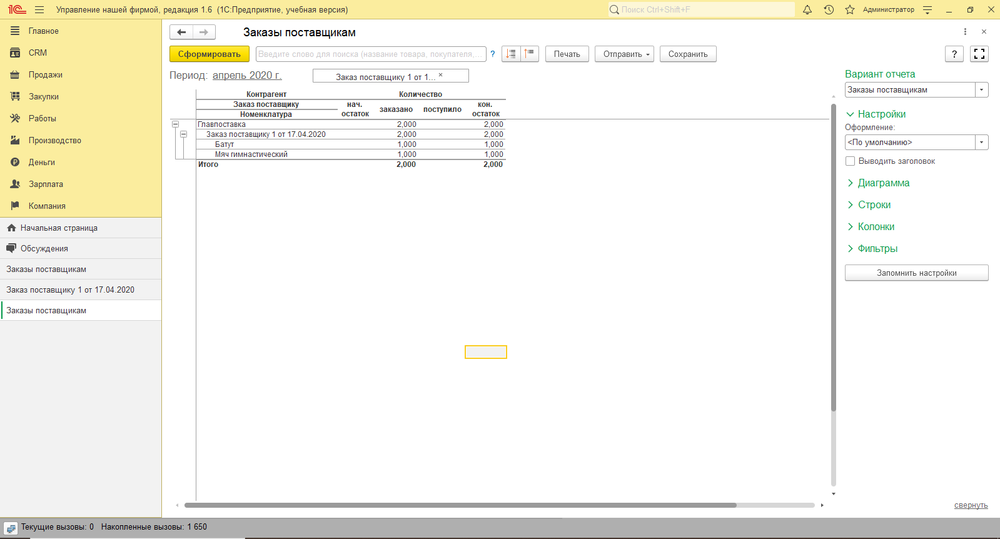 1С Управление нашей фирмой, редакция 1.6 (1С:Предприятие, учебная версия) Поиск Ctrl+Shift+F Администратор
Главное
CRM
Продажи
Закупки
Работы
Производство
Деньги
Зарплата
Компания
Начальная страница
Обсуждения
Заказы поставщикам
Заказ поставщику 1 от 17.04.2020
Заказы поставщикам
Заказы поставщикам
Сформировать Введите слово для поиска (название товара, покупателя,... ? Печать Отправить Сохранить ?
Период: апрель 2020 г. Заказ поставщику 1 от 1... ×
Контрагент Количество
Заказ поставщику нач. заказано поступило кон.
Номенклатура остаток остаток
Главпоставка 2,000 2,000
Заказ поставщику 1 от 17.04.2020 2,000 2,000
Батут 1,000 1,000
Мяч гимнастический 1,000 1,000
Итого 2,000 2,000
Вариант отчета
Заказы поставщикам
Настройки
Оформление:
<По умолчанию>
Выводить заголовок
Диаграмма
Строки
Колонки
Фильтры
Запомнить настройки
свернуть
Текущие вызовы: 0 Накопленные вызовы: 1 650